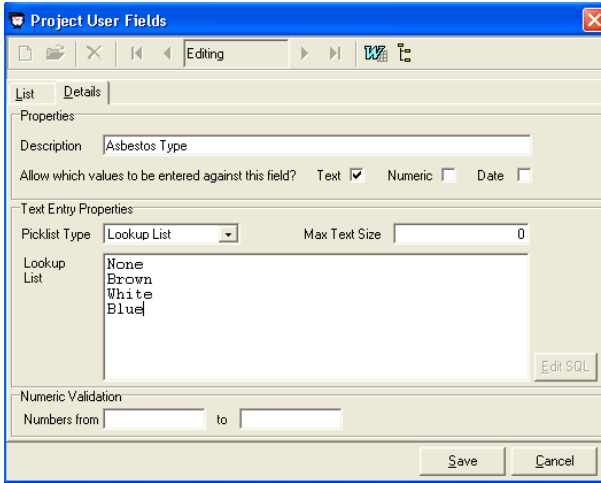 Project User Fields
Editing
List Details
Properties
Description Asbestos Type
Allow which values to be entered against this field? Text Numeric Date
Text Entry Properties
Picklist Type Lookup List Max Text Size 0
Lookup List
None
Brown
White
Blue
Edit SQL
Numeric Validation
Numbers from to
Save Cancel